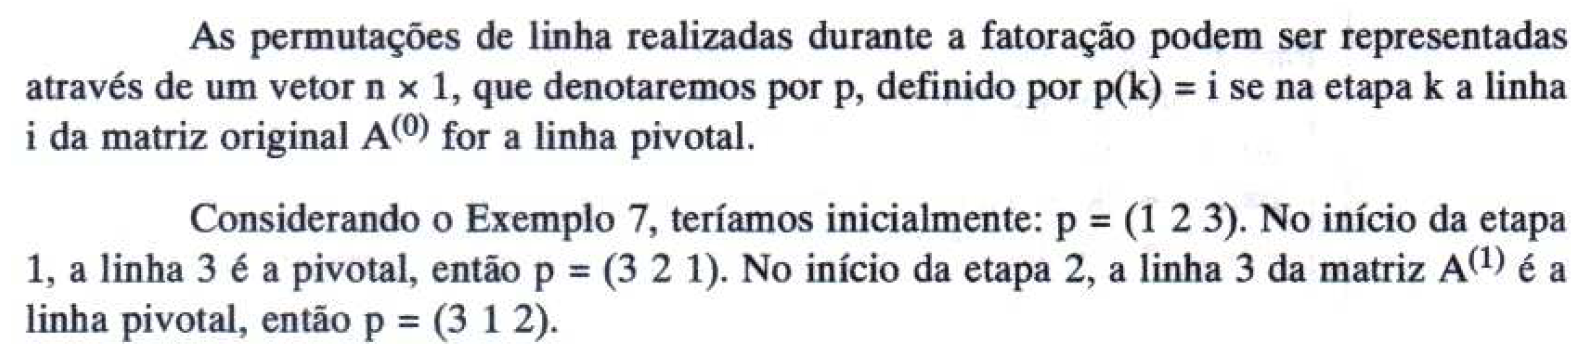 As permutações de linha realizadas durante a fatoração podem ser representadas
através de um vetor n × 1, que denotaremos por p, definido por p(k) = i se na etapa k a linha
i da matriz original A⁽⁰⁾ for a linha pivotal.
Considerando o Exemplo 7, teríamos inicialmente: p = (1 2 3). No início da etapa
1, a linha 3 é a pivotal, então p = (3 2 1). No início da etapa 2, a linha 3 da matriz A⁽¹⁾ é a
linha pivotal, então p = (3 1 2).